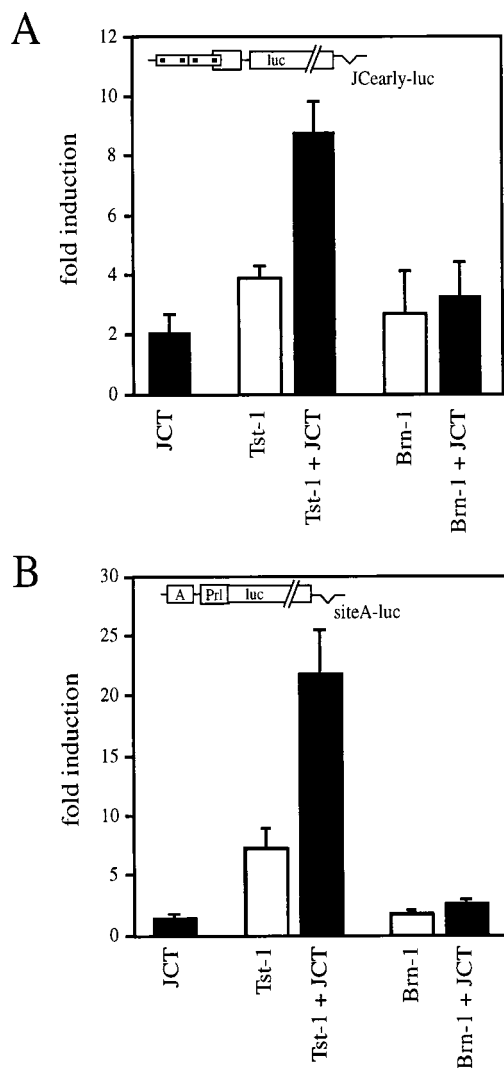 A
12
10
8
6
4
2
0
fold induction
luc
JCearly-luc
JCT
Tst-1
Tst-1 + JCT
Brn-1
Brn-1 + JCT
B
30
25
20
15
10
5
0
fold induction
A
Prl
luc
siteA-luc
JCT
Tst-1
Tst-1 + JCT
Brn-1
Brn-1 + JCT